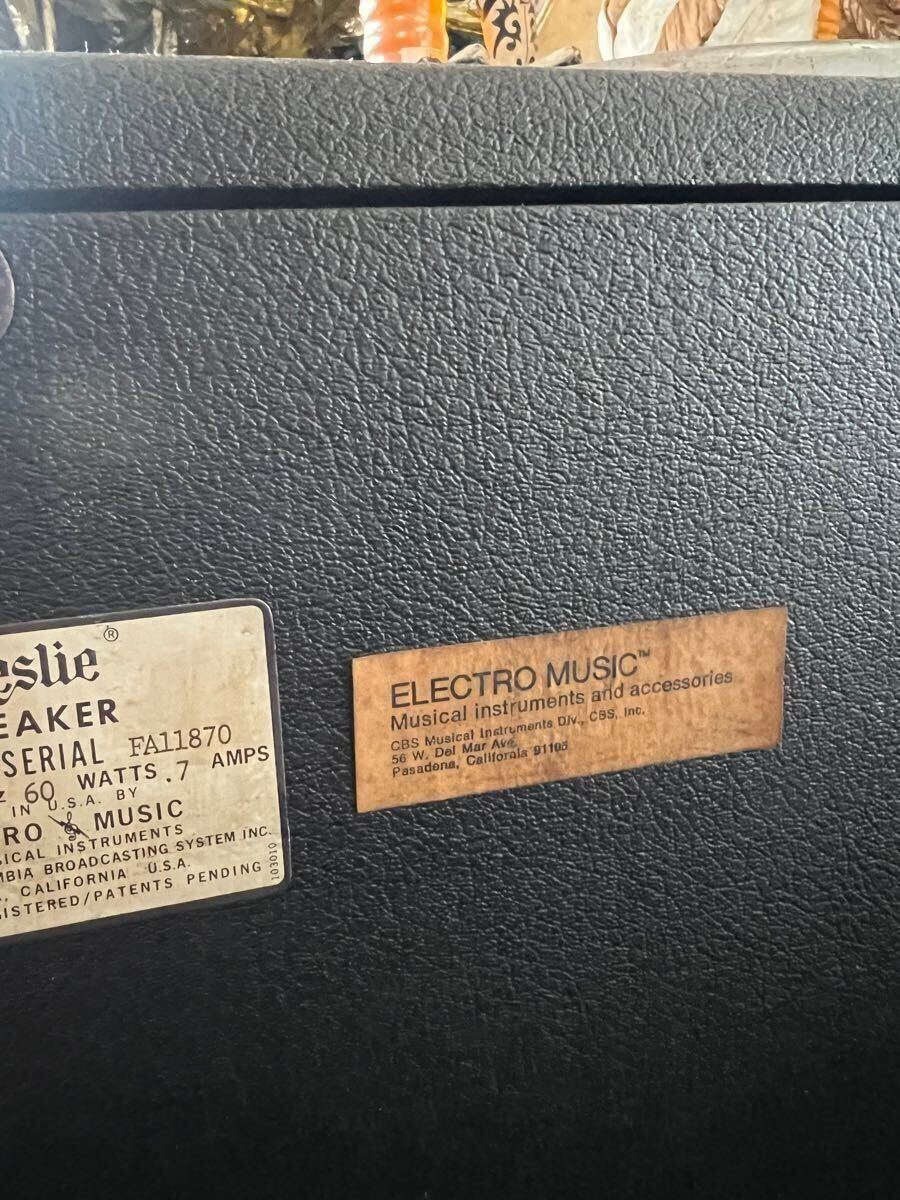 eslie®
EAKER
SERIAL FA11870
z 60 WATTS .7 AMPS
IN U.S.A. BY
RO MUSIC
SICAL INSTRUMENTS
MBIA BROADCASTING SYSTEM INC.
, CALIFORNIA U.S.A.
GISTERED/PATENTS PENDING
103010
ELECTRO MUSIC™
Musical instruments and accessories
CBS Musical Instruments Div., CBS, Inc.
56 W. Del Mar Ave.
Pasadena, California 91105